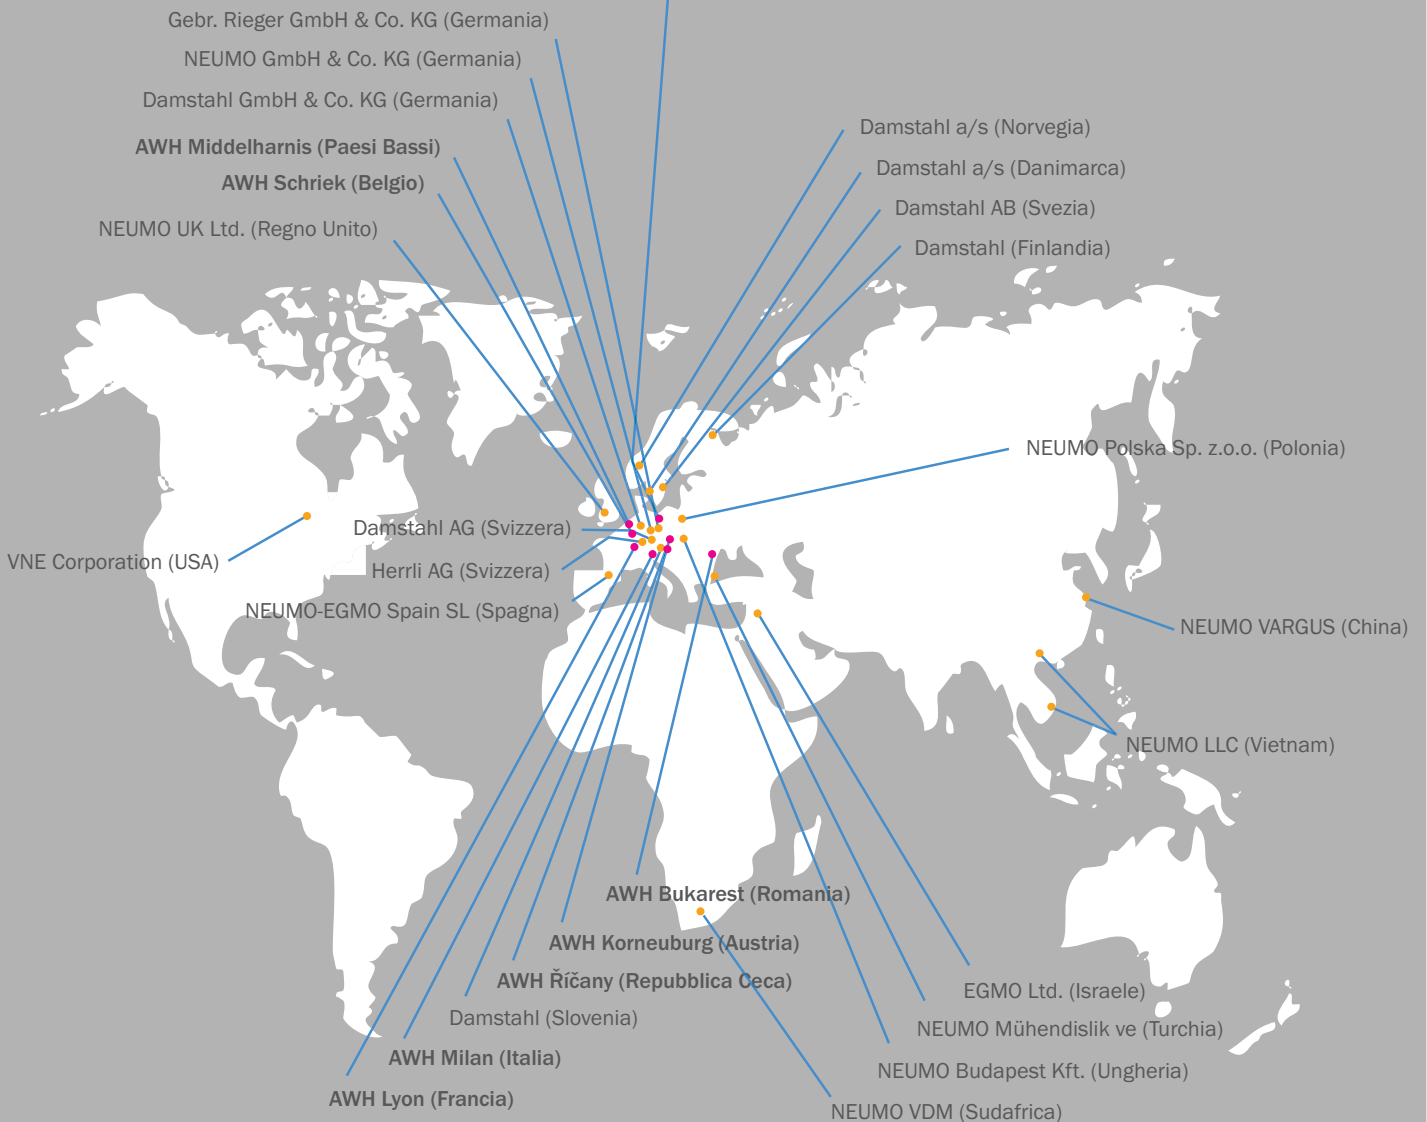 Gebr. Rieger GmbH & Co. KG (Germania)
NEUMO GmbH & Co. KG (Germania)
Damstahl GmbH & Co. KG (Germania)
AWH Middelharnis (Paesi Bassi)
AWH Schriek (Belgio)
NEUMO UK Ltd. (Regno Unito)
Damstahl a/s (Norvegia)
Damstahl a/s (Danimarca)
Damstahl AB (Svezia)
Damstahl (Finlandia)
NEUMO Polska Sp. z.o.o. (Polonia)
Damstahl AG (Svizzera)
VNE Corporation (USA)
Herrli AG (Svizzera)
NEUMO-EGMO Spain SL (Spagna)
NEUMO VARGUS (China)
NEUMO LLC (Vietnam)
AWH Bukarest (Romania)
AWH Korneuburg (Austria)
AWH Říčany (Repubblica Ceca)
Damstahl (Slovenia)
AWH Milan (Italia)
AWH Lyon (Francia)
EGMO Ltd. (Israele)
NEUMO Mühendislik ve (Turchia)
NEUMO Budapest Kft. (Ungheria)
NEUMO VDM (Sudafrica)